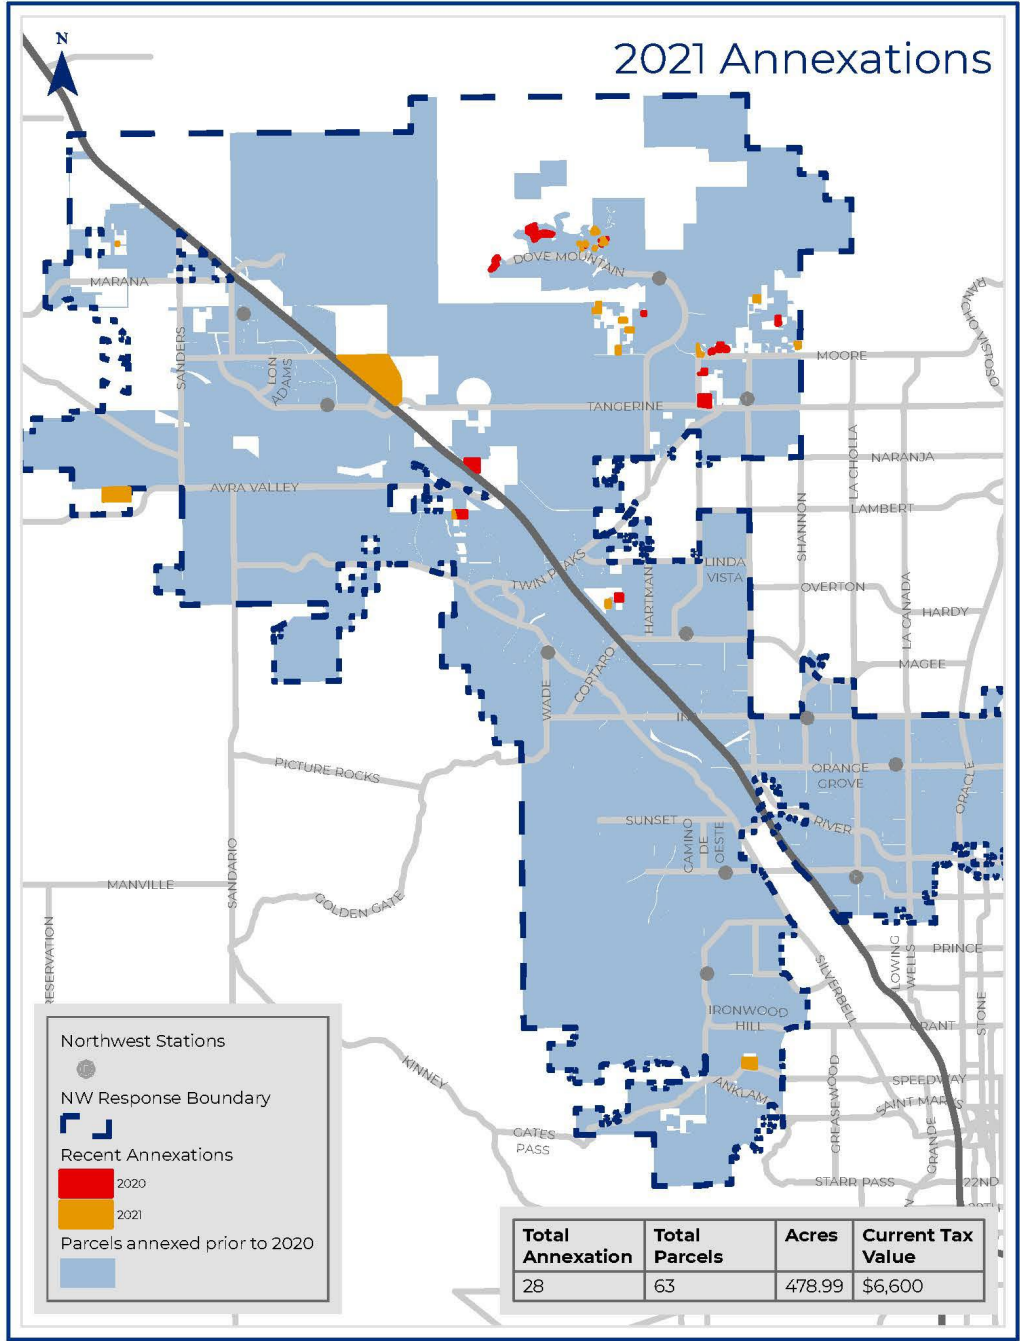 N
2021 Annexations
DOVE MOUNTAIN
MARANA
RANCHO VISTOSO
SANDERS
LON
ADAMS
MOORE
TANGERINE
LA CHOLLA
NARANJA
AVRA VALLEY
LAMBERT
SHANNON
TWIN PEAKS
HARTMAN
LINDA
VISTA
OVERTON
LA CANADA
HARDY
MAGEE
CORTARO
WADE
INA
PICTURE ROCKS
ORANGE
GROVE
ORACLE
SUNSET
CAMINO
DE
OESTE
RIVER
SANDARIO
MANVILLE
GOLDEN GATE
RESERVATION
LOWING
WELLS
PRINCE
SILVERBELL
STONE
IRONWOOD
HILL
GRANT
KINNEY
ANKLAM
SPEEDWAY
GREASEWOOD
SAINT MARYS
GRANDE
GATES
PASS
STARR PASS
22ND
Northwest Stations
NW Response Boundary
Recent Annexations
2020
2021
Parcels annexed prior to 2020
Total Annexation Total Parcels Acres Current Tax Value
28 63 478.99 $6,600